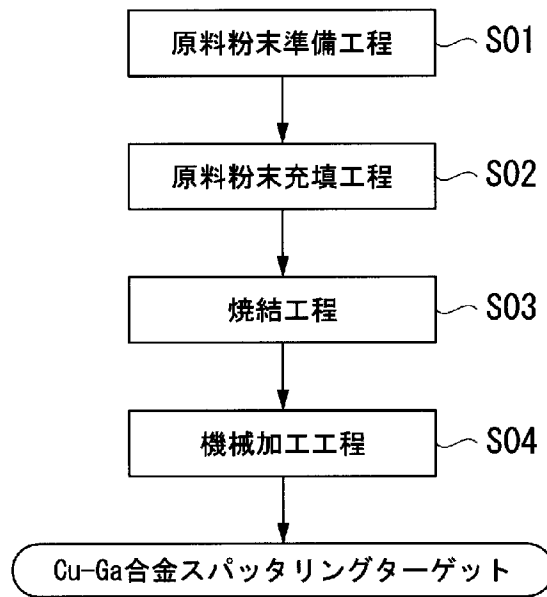 原料粉末準備工程 S01
原料粉末充填工程 S02
焼結工程 S03
機械加工工程 S04
Cu-Ga合金スパッタリングターゲット